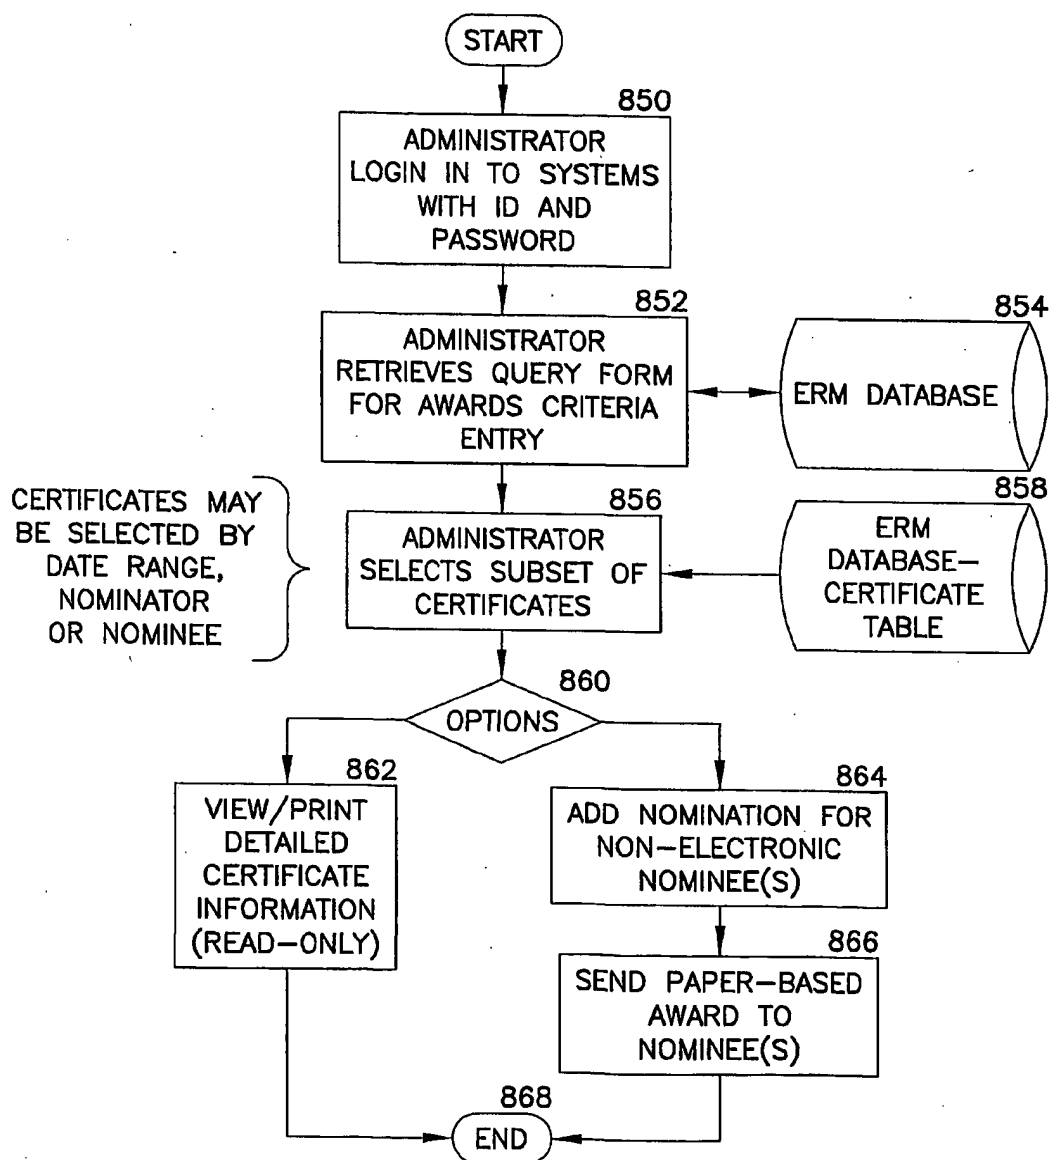 START
850
ADMINISTRATOR
LOGIN IN TO SYSTEMS
WITH ID AND
PASSWORD
852
ADMINISTRATOR
RETRIEVES QUERY FORM
FOR AWARDS CRITERIA
ENTRY
854
ERM DATABASE
CERTIFICATES MAY
BE SELECTED BY
DATE RANGE,
NOMINATOR
OR NOMINEE
856
ADMINISTRATOR
SELECTS SUBSET OF
CERTIFICATES
858
ERM
DATABASE–
CERTIFICATE
TABLE
860
OPTIONS
862
VIEW/PRINT
DETAILED
CERTIFICATE
INFORMATION
(READ–ONLY)
864
ADD NOMINATION FOR
NON–ELECTRONIC
NOMINEE(S)
866
SEND PAPER–BASED
AWARD TO
NOMINEE(S)
868
END